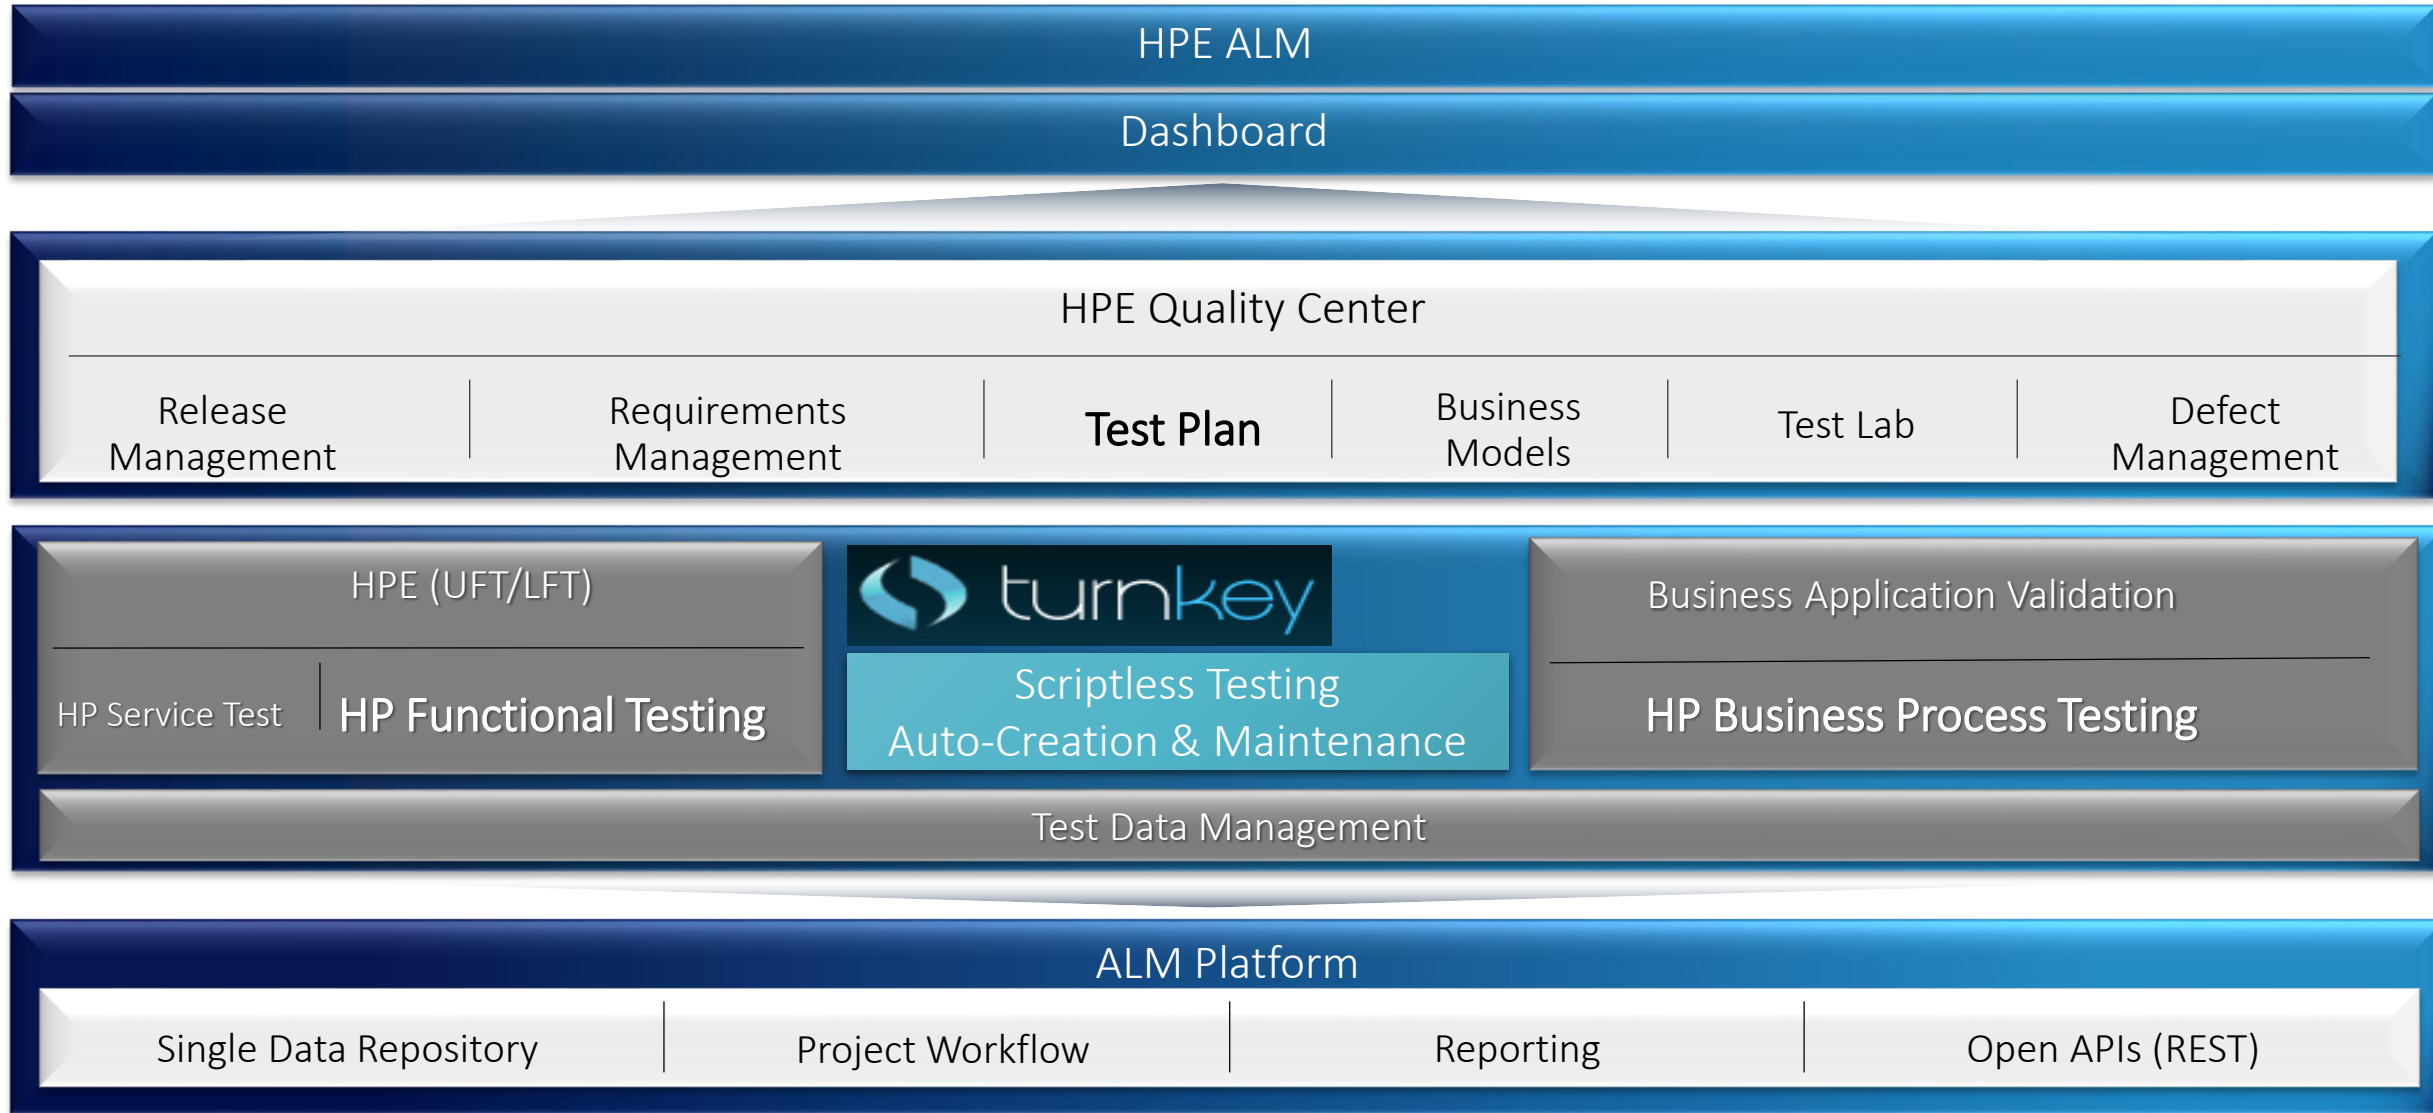 HPE ALM
Dashboard
HPE Quality Center
Release
Management
Requirements
Management
Test Plan
Business
Models
Test Lab
Defect
Management
HPE (UFT/LFT)
HP Service Test
HP Functional Testing
turnkey
Scriptless Testing
Auto-Creation & Maintenance
Business Application Validation
HP Business Process Testing
Test Data Management
ALM Platform
Single Data Repository
Project Workflow
Reporting
Open APIs (REST)